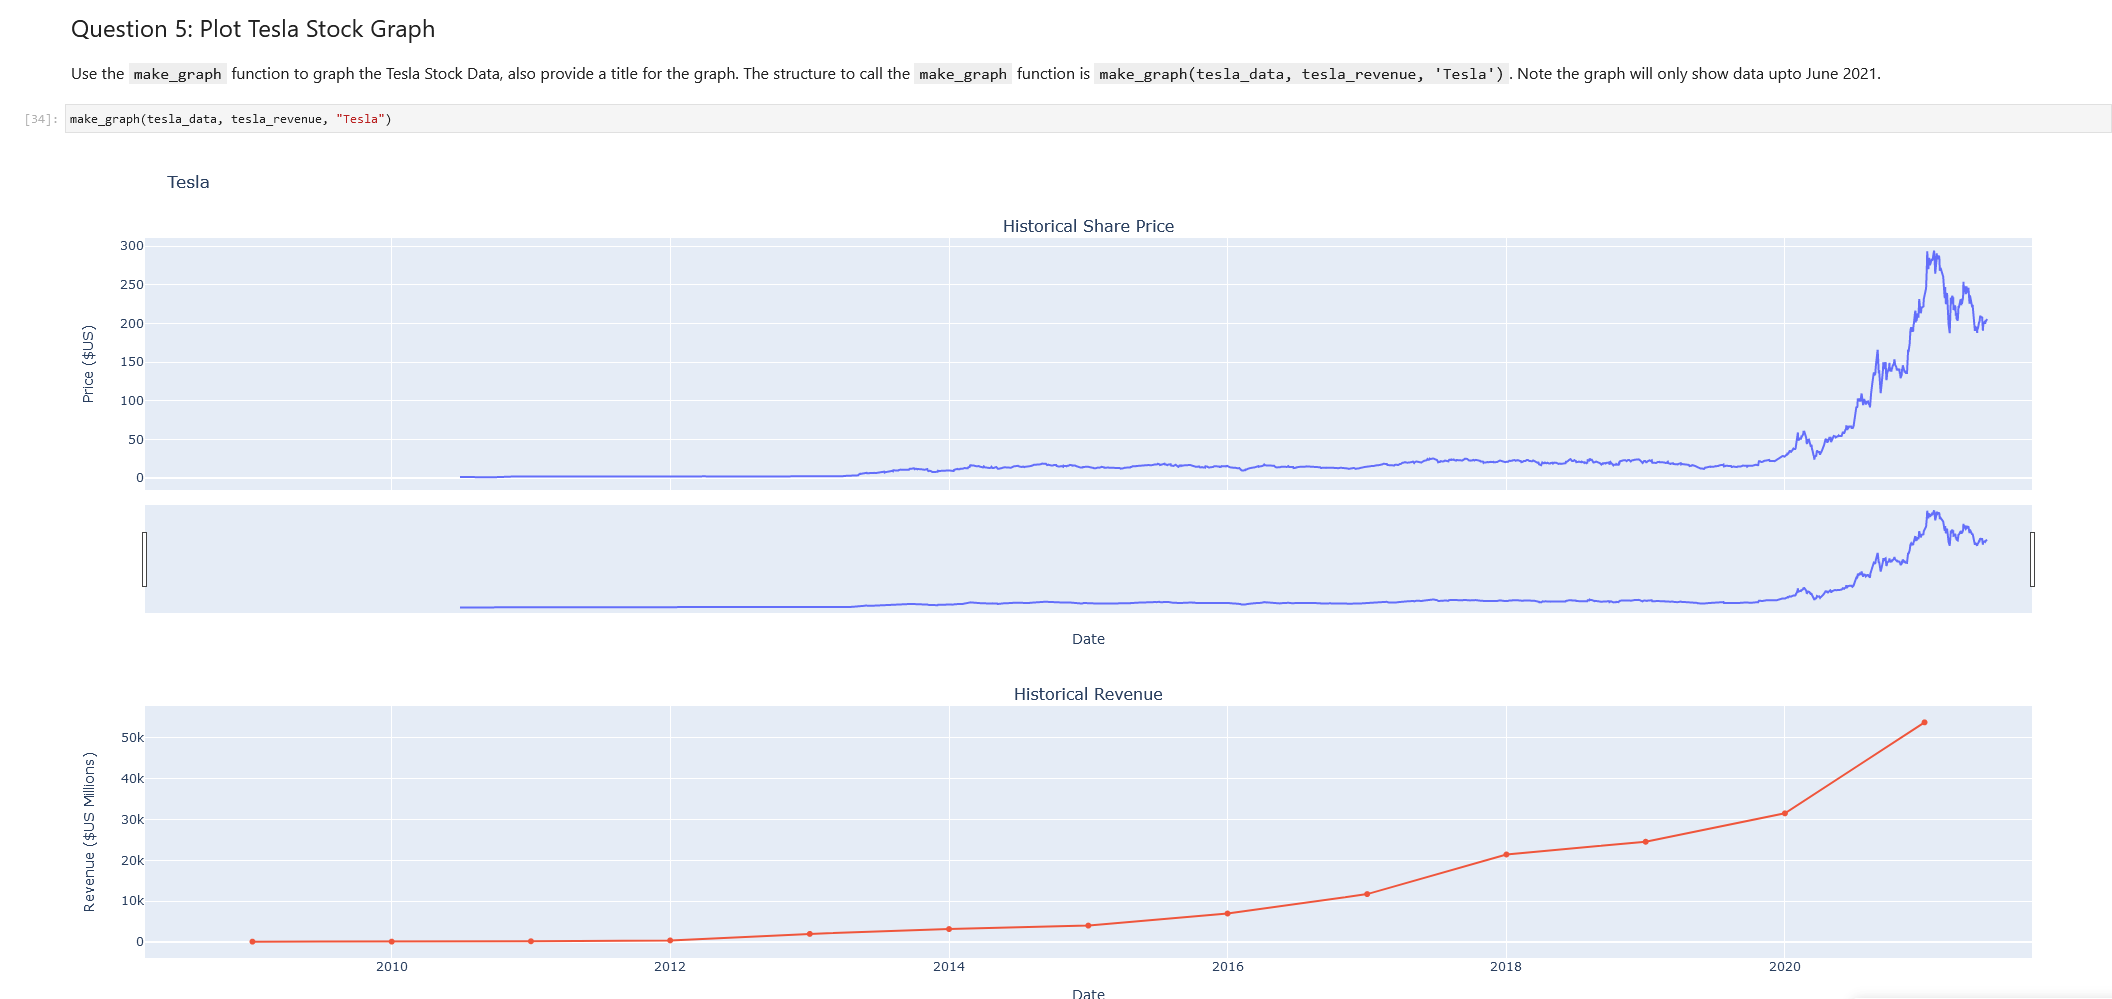 Question 5: Plot Tesla Stock Graph
Use the make_graph function to graph the Tesla Stock Data, also provide a title for the graph. The structure to call the make_graph function is make_graph(tesla_data, tesla_revenue, 'Tesla') . Note the graph will only show data upto June 2021.
[34]: make_graph(tesla_data, tesla_revenue, "Tesla")
Tesla
Historical Share Price
Price ($US)
300
250
200
150
100
50
0
Date
Historical Revenue
Revenue ($US Millions)
50k
40k
30k
20k
10k
0
2010 2012 2014 2016 2018 2020
Date